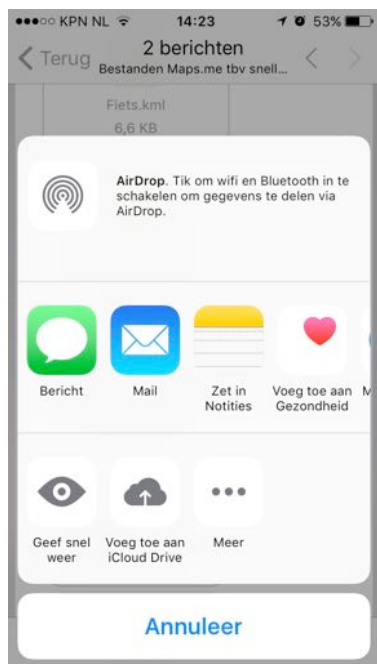 KPN NL 14:23 53%
Terug
2 berichten
Bestanden Maps.me tbv snell...
Fiets.kml
6,6 KB
AirDrop. Tik om wifi en Bluetooth in te
schakelen om gegevens te delen via
AirDrop.
Bericht
Mail
Zet in
Notities
Voeg toe aan
Gezondheid
M
Geef snel
weer
Voeg toe aan
iCloud Drive
Meer
Annuleer